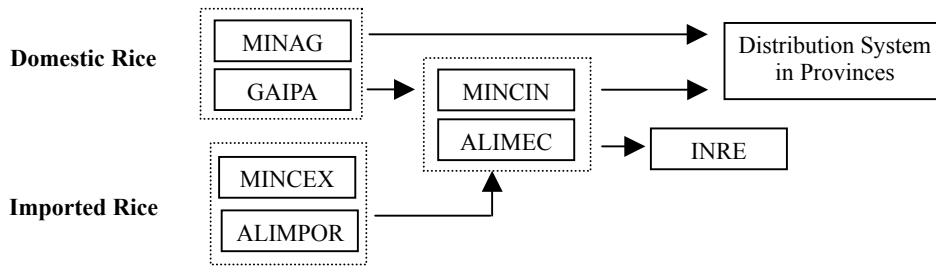 Domestic Rice
MINAG
GAIPA
MINCIN
ALIMEC
Distribution System
in Provinces
INRE
Imported Rice
MINCEX
ALIMPOR